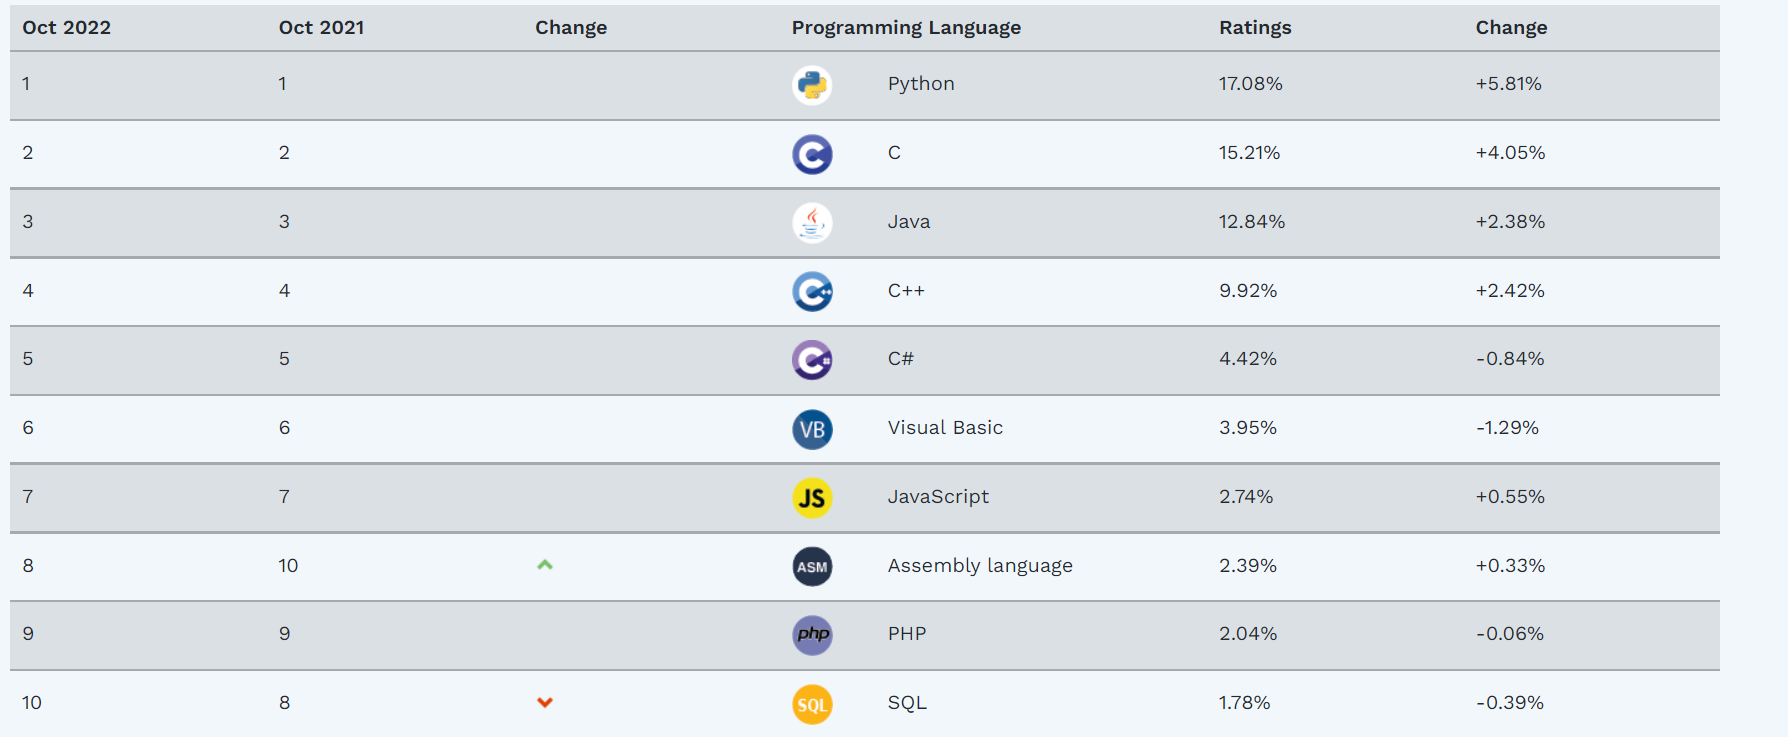 Oct 2022 Oct 2021 Change Programming Language Ratings Change
1 1 Python 17.08% +5.81%
2 2 C C 15.21% +4.05%
3 3 Java 12.84% +2.38%
4 4 C++ C++ 9.92% +2.42%
5 5 C# C# 4.42% -0.84%
6 6 VB Visual Basic 3.95% -1.29%
7 7 JS JavaScript 2.74% +0.55%
8 10 ASM Assembly language 2.39% +0.33%
9 9 php PHP 2.04% -0.06%
10 8 SQL SQL 1.78% -0.39%